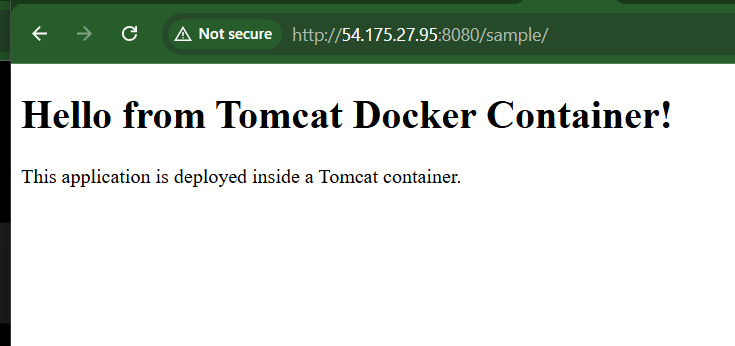 Not secure http://54.175.27.95:8080/sample/
Hello from Tomcat Docker Container!
This application is deployed inside a Tomcat container.